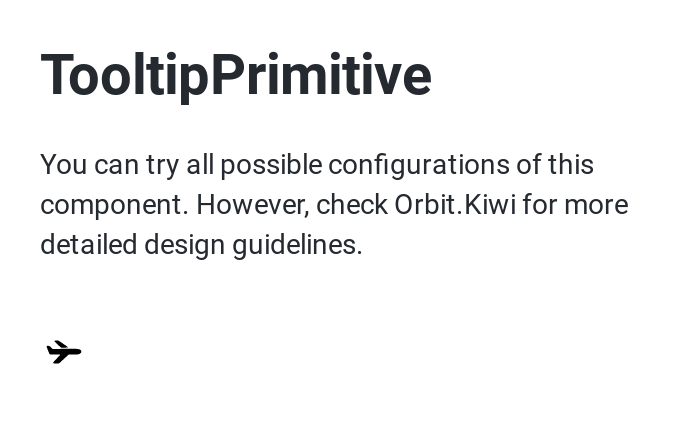 TooltipPrimitive
You can try all possible configurations of this
component. However, check Orbit.Kiwi for more
detailed design guidelines.